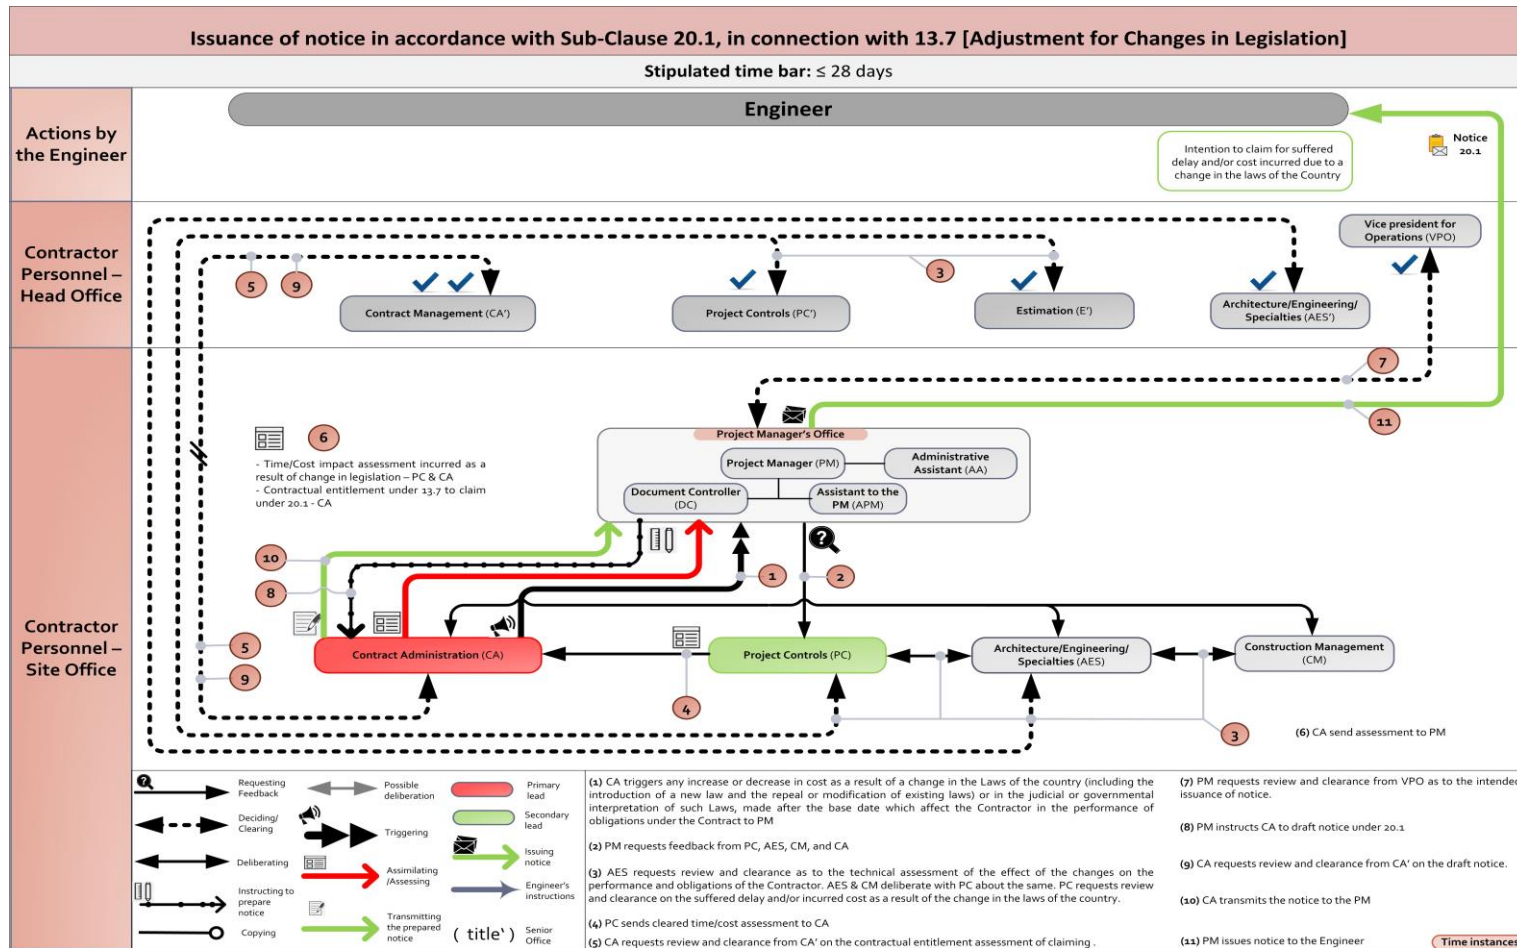 Issuance of notice in accordance with Sub-Clause 20.1, in connection with 13.7 [Adjustment for Changes in Legislation]
Stipulated time bar: ≤ 28 days
Actions by
the Engineer
Engineer
Intention to claim for suffered
delay and/or cost incurred due to a
change in the laws of the Country
Notice
20.1
Contractor
Personnel –
Head Office
Vice president for
Operations (VPO)
5
9
3
Contract Management (CA')
Project Controls (PC')
Estimation (E')
Architecture/Engineering/
Specialties (AES')
7
11
Contractor
Personnel –
Site Office
6
- Time/Cost impact assessment incurred as a
result of change in legislation – PC & CA
- Contractual entitlement under 13.7 to claim
under 20.1 - CA
Project Manager's Office
Project Manager (PM)
Administrative
Assistant (AA)
Document Controller
(DC)
Assistant to the
PM (APM)
10
8
1
2
5
9
Contract Administration (CA)
Project Controls (PC)
Architecture/Engineering/
Specialties (AES)
Construction Management
(CM)
4
3
(6) CA send assessment to PM
Requesting
Feedback
Possible
deliberation
Primary
lead
Deciding/
Clearing
Triggering
Secondary
lead
Deliberating
Assimilating
/Assessing
Issuing
notice
Instructing to
prepare
notice
Transmitting
the prepared
notice
Engineer's
instructions
Copying
( title' )
Senior
Office
(1) CA triggers any increase or decrease in cost as a result of a change in the Laws of the country (including the
introduction of a new law and the repeal or modification of existing laws) or in the judicial or governmental
interpretation of such Laws, made after the base date which affect the Contractor in the performance of
obligations under the Contract to PM
(2) PM requests feedback from PC, AES, CM, and CA
(3) AES requests review and clearance as to the technical assessment of the effect of the changes on the
performance and obligations of the Contractor. AES & CM deliberate with PC about the same. PC requests review
and clearance on the suffered delay and/or incurred cost as a result of the change in the laws of the country.
(4) PC sends cleared time/cost assessment to CA
(5) CA requests review and clearance from CA' on the contractual entitlement assessment of claiming .
(7) PM requests review and clearance from VPO as to the intended
issuance of notice.
(8) PM instructs CA to draft notice under 20.1
(9) CA requests review and clearance from CA' on the draft notice.
(10) CA transmits the notice to the PM
(11) PM issues notice to the Engineer
Time instances